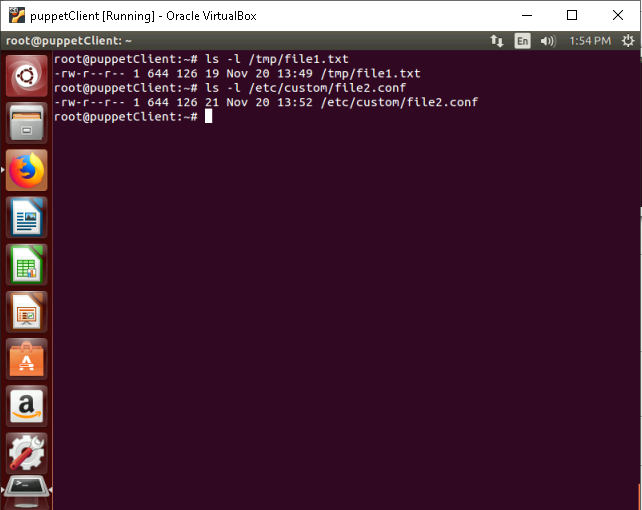 puppetClient [Running] - Oracle VirtualBox
root@puppetClient: ~
En
1:54 PM
root@puppetClient:~# ls -l /tmp/file1.txt
-rw-r--r-- 1 644 126 19 Nov 20 13:49 /tmp/file1.txt
root@puppetClient:~# ls -l /etc/custom/file2.conf
-rw-r--r-- 1 644 126 21 Nov 20 13:52 /etc/custom/file2.conf
root@puppetClient:~#